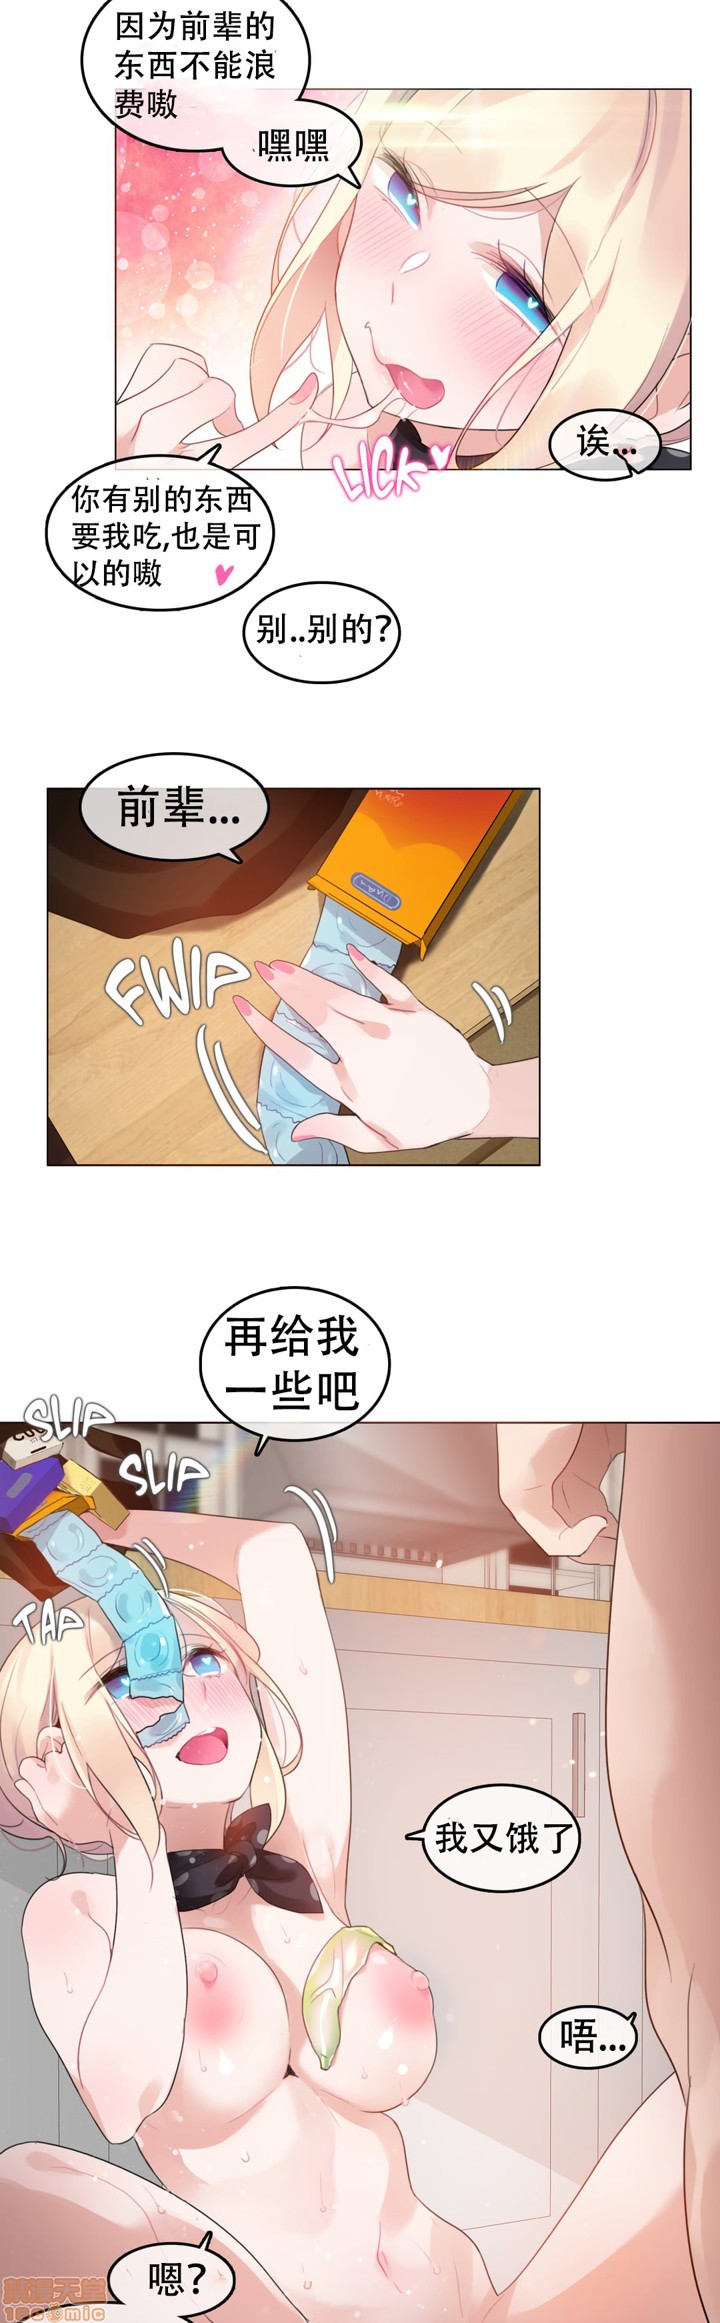 因为前辈的
东西不能浪
费嗷
嘿嘿
诶...
LICK
你有别的东西
要我吃,也是可
以的嗷
别..别的?
前辈...
FWIP
再给我
一些吧
SLIP
SLIP
TAP
我又饿了
唔...
嗯?